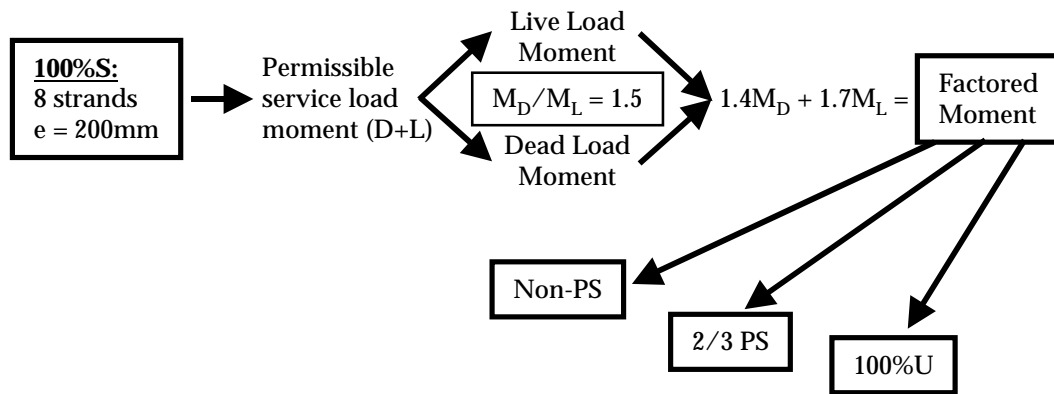 100%S:
8 strands
e = 200mm
Permissible
service load
moment (D+L)
Live Load
Moment
M_D/M_L = 1.5
Dead Load
Moment
1.4M_D + 1.7M_L =
Factored
Moment
Non-PS
2/3 PS
100%U